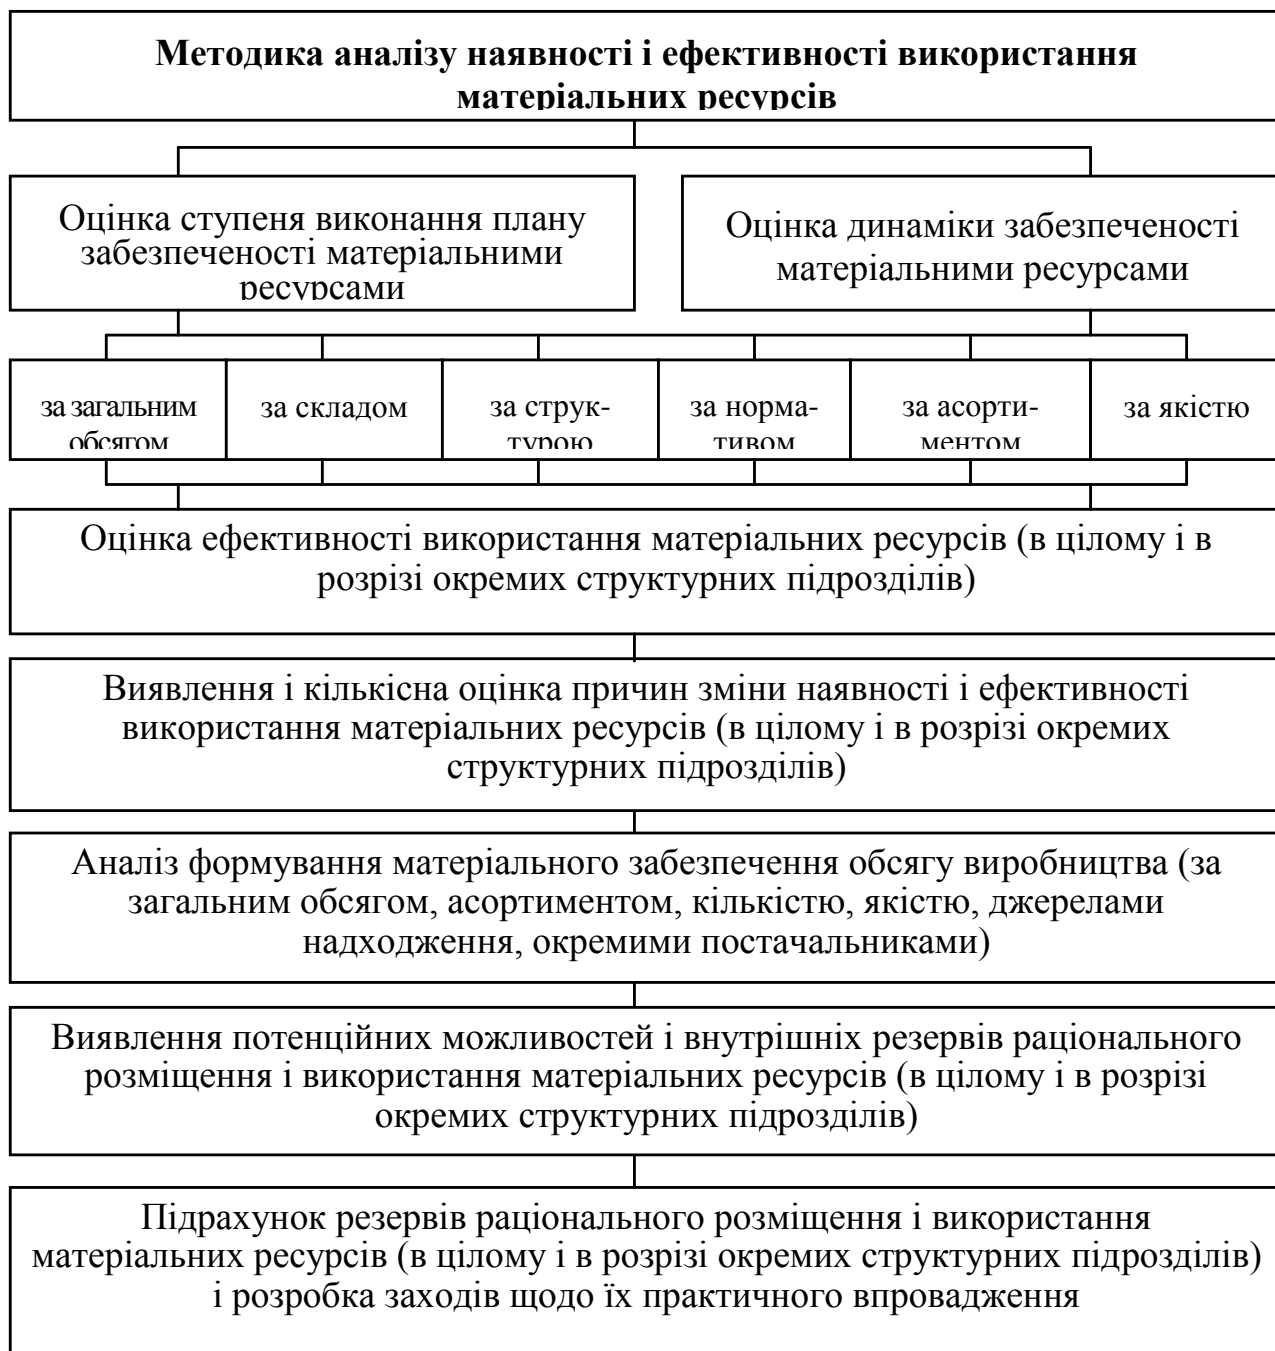 Методика аналізу наявності і ефективності використання
матеріальних ресурсів
Оцінка ступеня виконання плану
забезпеченості матеріальними
ресурсами
Оцінка динаміки забезпеченості
матеріальними ресурсами
за загальним
обсягом
за складом
за струк-
турою
за норма-
тивом
за асорти-
ментом
за якістю
Оцінка ефективності використання матеріальних ресурсів (в цілому і в
розрізі окремих структурних підрозділів)
Виявлення і кількісна оцінка причин зміни наявності і ефективності
використання матеріальних ресурсів (в цілому і в розрізі окремих
структурних підрозділів)
Аналіз формування матеріального забезпечення обсягу виробництва (за
загальним обсягом, асортиментом, кількістю, якістю, джерелами
надходження, окремими постачальниками)
Виявлення потенційних можливостей і внутрішніх резервів раціонального
розміщення і використання матеріальних ресурсів (в цілому і в розрізі
окремих структурних підрозділів)
Підрахунок резервів раціонального розміщення і використання
матеріальних ресурсів (в цілому і в розрізі окремих структурних підрозділів)
і розробка заходів щодо їх практичного впровадження